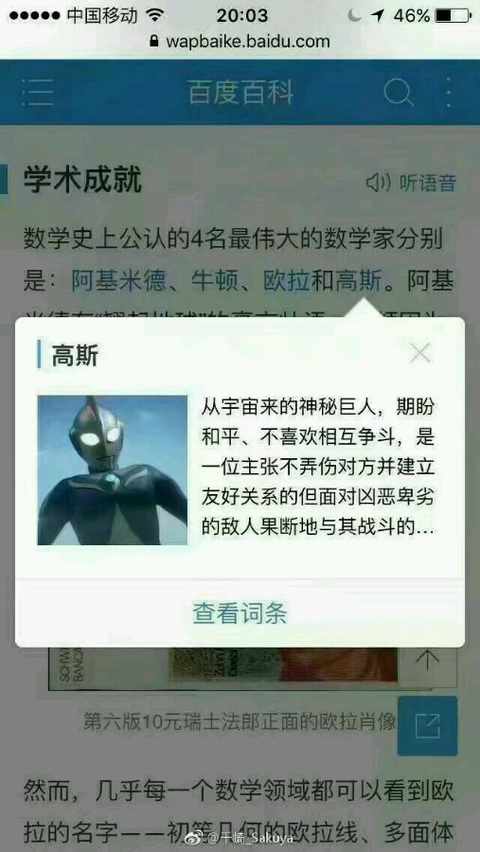 中国移动 20:03 46%
wapbaike.baidu.com
百度百科
学术成就 听语音
数学史上公认的4名最伟大的数学家分别
是：阿基米德、牛顿、欧拉和高斯。阿基
高斯
从宇宙来的神秘巨人，期盼
和平、不喜欢相互争斗，是
一位主张不弄伤对方并建立
友好关系的但面对凶恶卑劣
的敌人果断地与其战斗的...
查看词条
第六版10元瑞士法郎正面的欧拉肖像
然而，几乎每一个数学领域都可以看到欧
拉的名字——初等几何的欧拉线、多面体